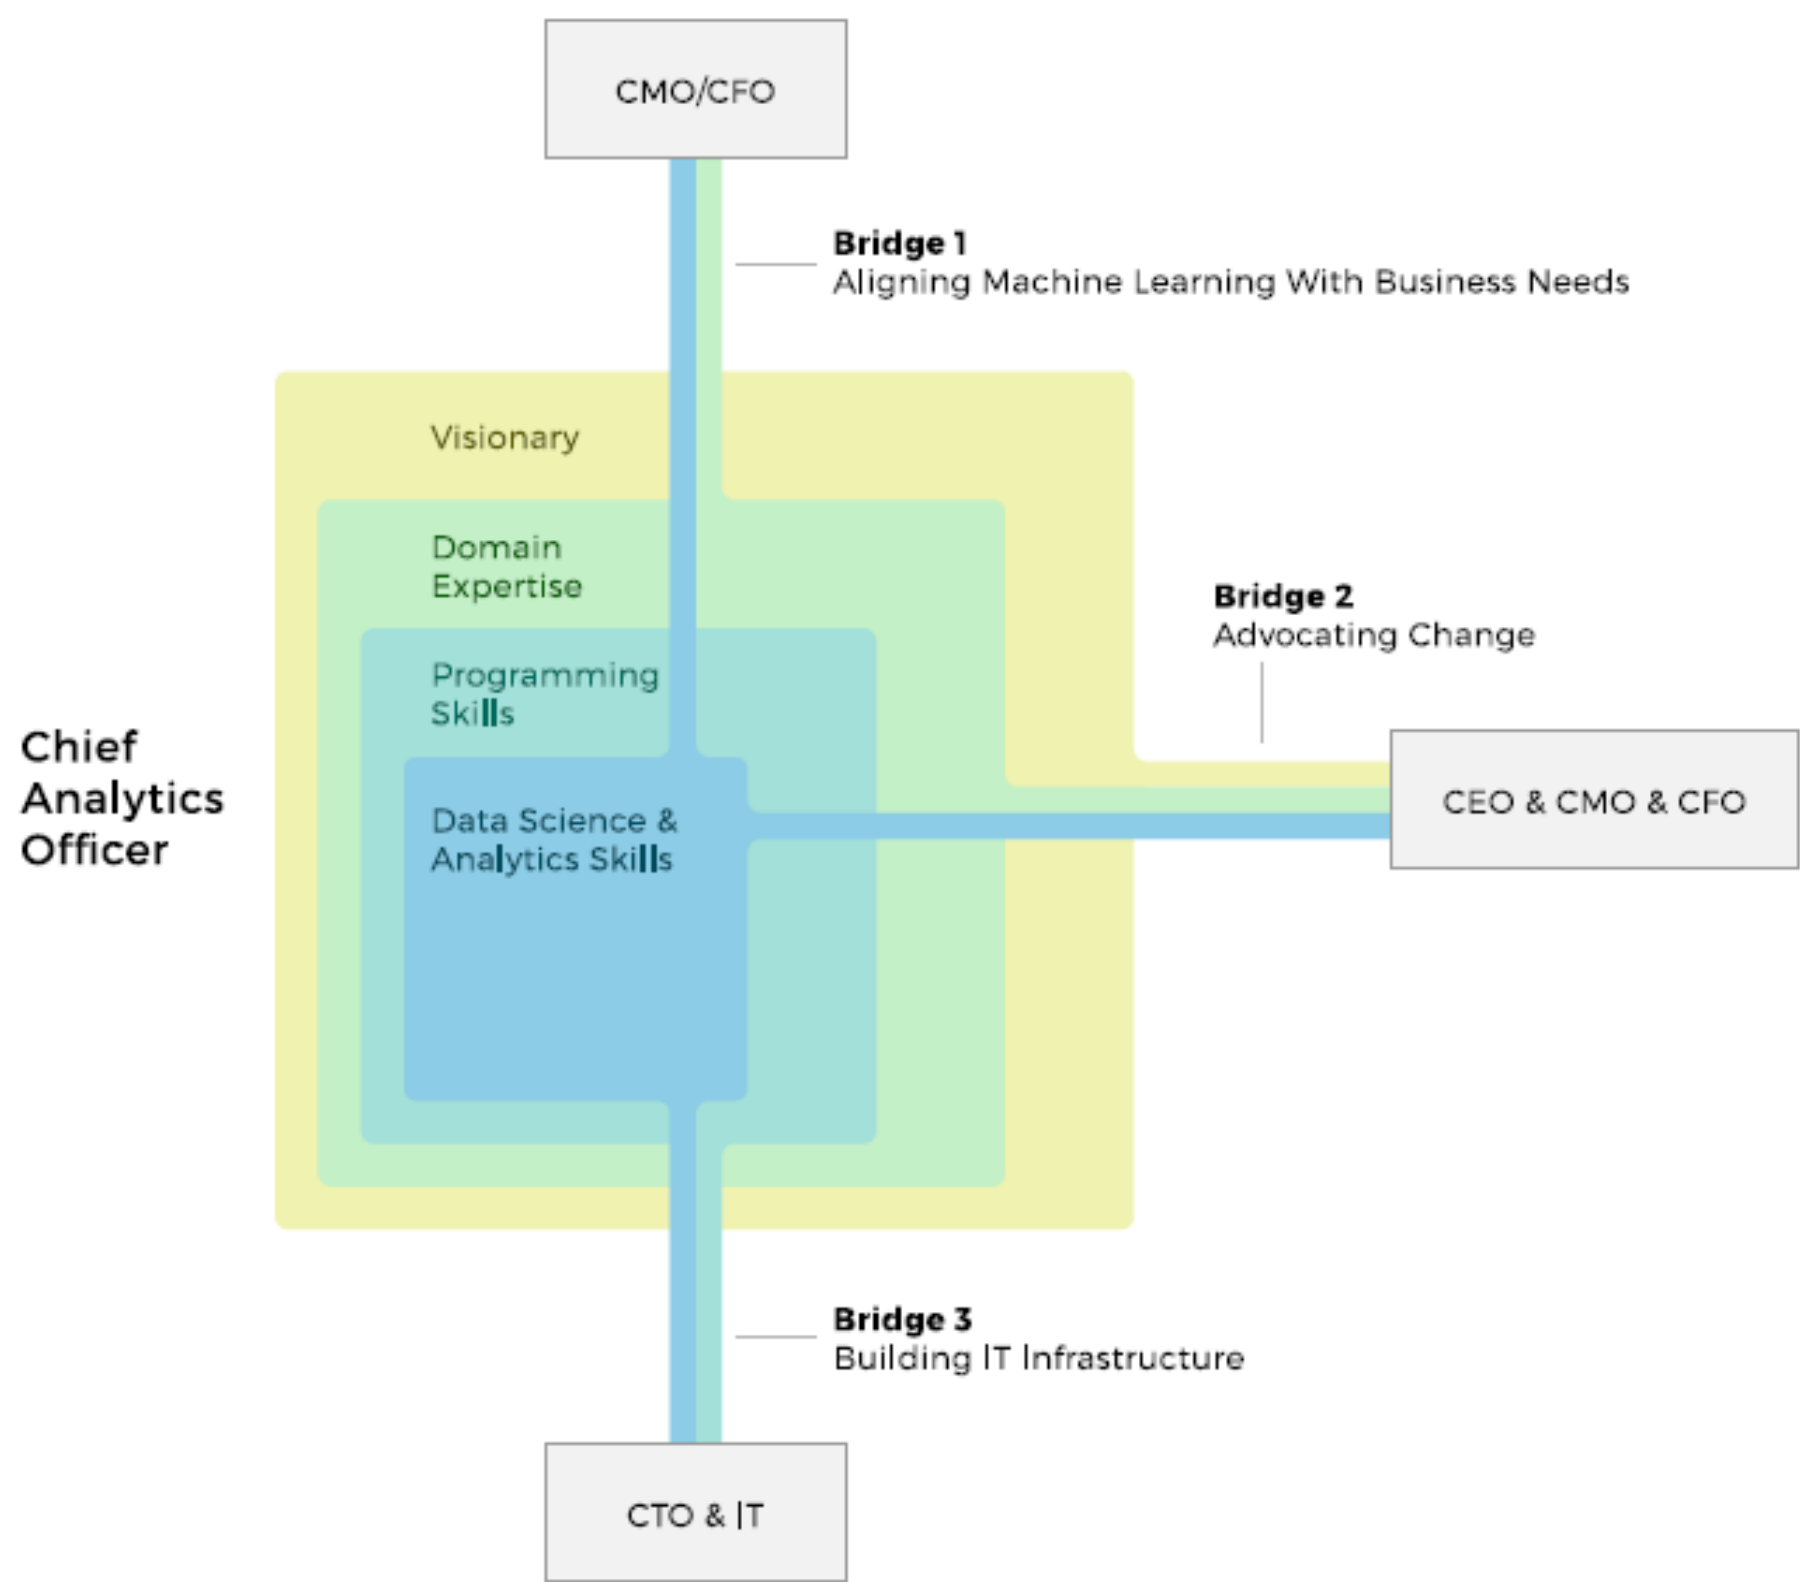 CMO/CFO
Bridge 1
Aligning Machine Learning With Business Needs
Visionary
Domain
Expertise
Bridge 2
Advocating Change
Programming
Skills
Chief
Analytics
Officer
CEO & CMO & CFO
Data Science &
Analytics Skills
Bridge 3
Building IT Infrastructure
CTO & IT